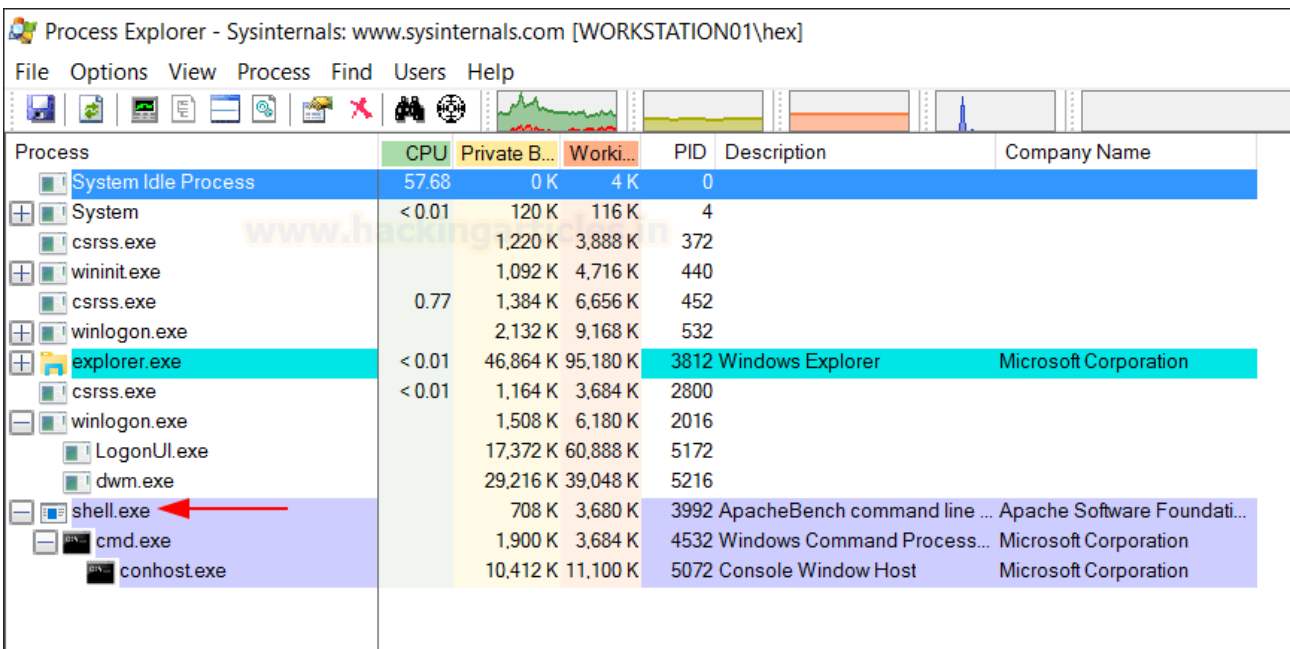 Process Explorer - Sysinternals: www.sysinternals.com [WORKSTATION01\hex]
File Options View Process Find Users Help
Process CPU Private B... Worki... PID Description Company Name
System Idle Process 57.68 0 K 4 K 0
System < 0.01 120 K 116 K 4
www.hackingarticles.in
csrss.exe 1,220 K 3,888 K 372
wininit.exe 1,092 K 4,716 K 440
csrss.exe 0.77 1,384 K 6,656 K 452
winlogon.exe 2,132 K 9,168 K 532
explorer.exe < 0.01 46,864 K 95,180 K 3812 Windows Explorer Microsoft Corporation
csrss.exe < 0.01 1,164 K 3,684 K 2800
winlogon.exe 1,508 K 6,180 K 2016
LogonUI.exe 17,372 K 60,888 K 5172
dwm.exe 29,216 K 39,048 K 5216
shell.exe 708 K 3,680 K 3992 ApacheBench command line ... Apache Software Foundati...
cmd.exe 1,900 K 3,684 K 4532 Windows Command Process... Microsoft Corporation
conhost.exe 10,412 K 11,100 K 5072 Console Window Host Microsoft Corporation